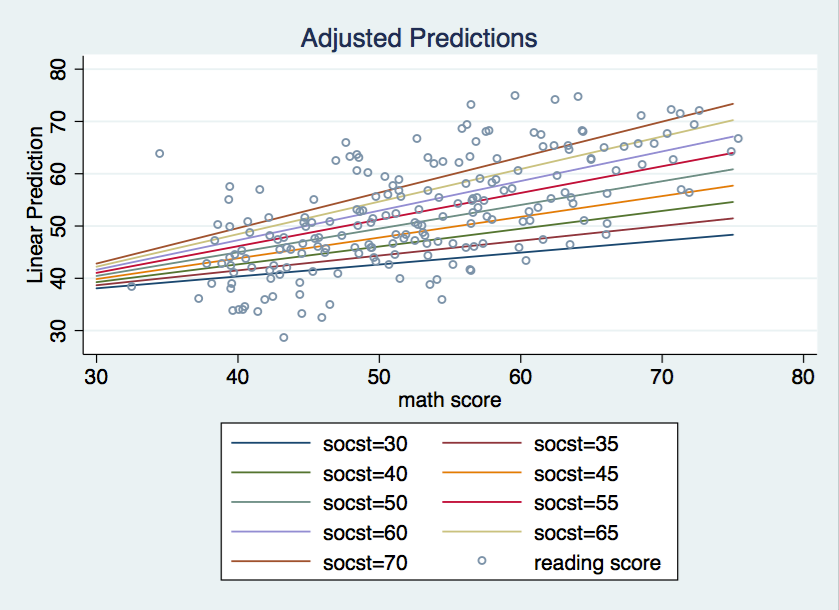 Adjusted Predictions
Linear Prediction
80
70
60
50
40
30
30 40 50 60 70 80
math score
socst=30 socst=35
socst=40 socst=45
socst=50 socst=55
socst=60 socst=65
socst=70 reading score